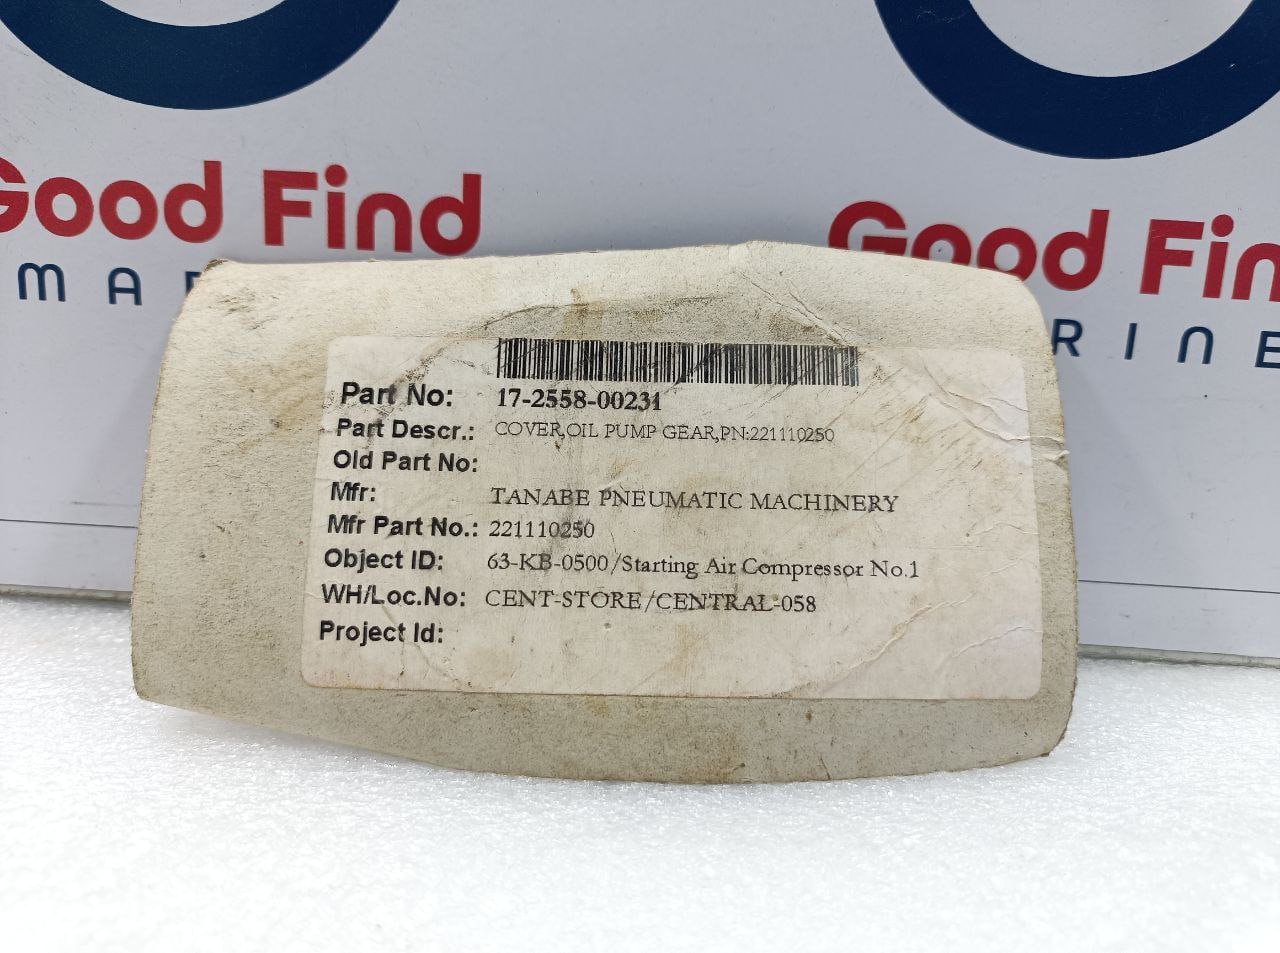 Good Find
MAR
Good Fin
RINE
Part No: 17-2558-00231
Part Descr.: COVER,OIL PUMP GEAR,PN:221110250
Old Part No:
Mfr: TANABE PNEUMATIC MACHINERY
Mfr Part No.: 221110250
Object ID: 63-KB-0500/Starting Air Compressor No.1
WH/Loc.No: CENT-STORE/CENTRAL-058
Project Id: